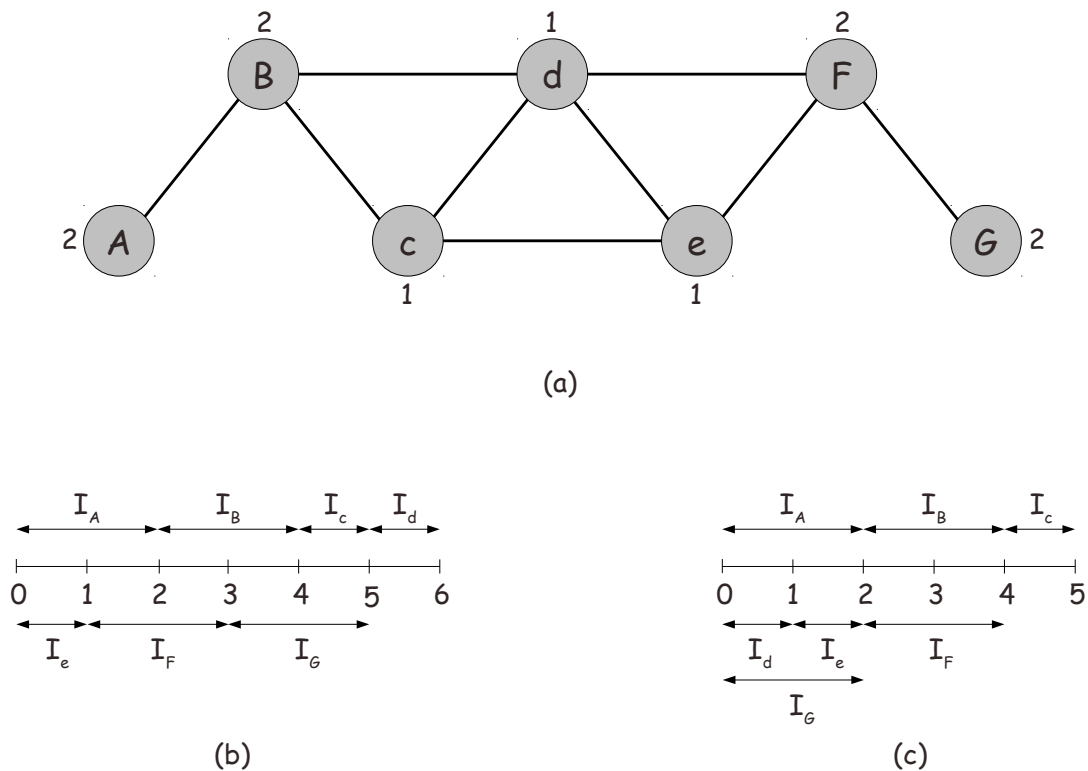 2 1 2
B d F
2 A c e G 2
1 1
(a)
I_A I_B I_c I_d
0 1 2 3 4 5 6
I_e I_F I_G
(b)
I_A I_B I_c
0 1 2 3 4 5
I_d I_e I_F
I_G
(c)